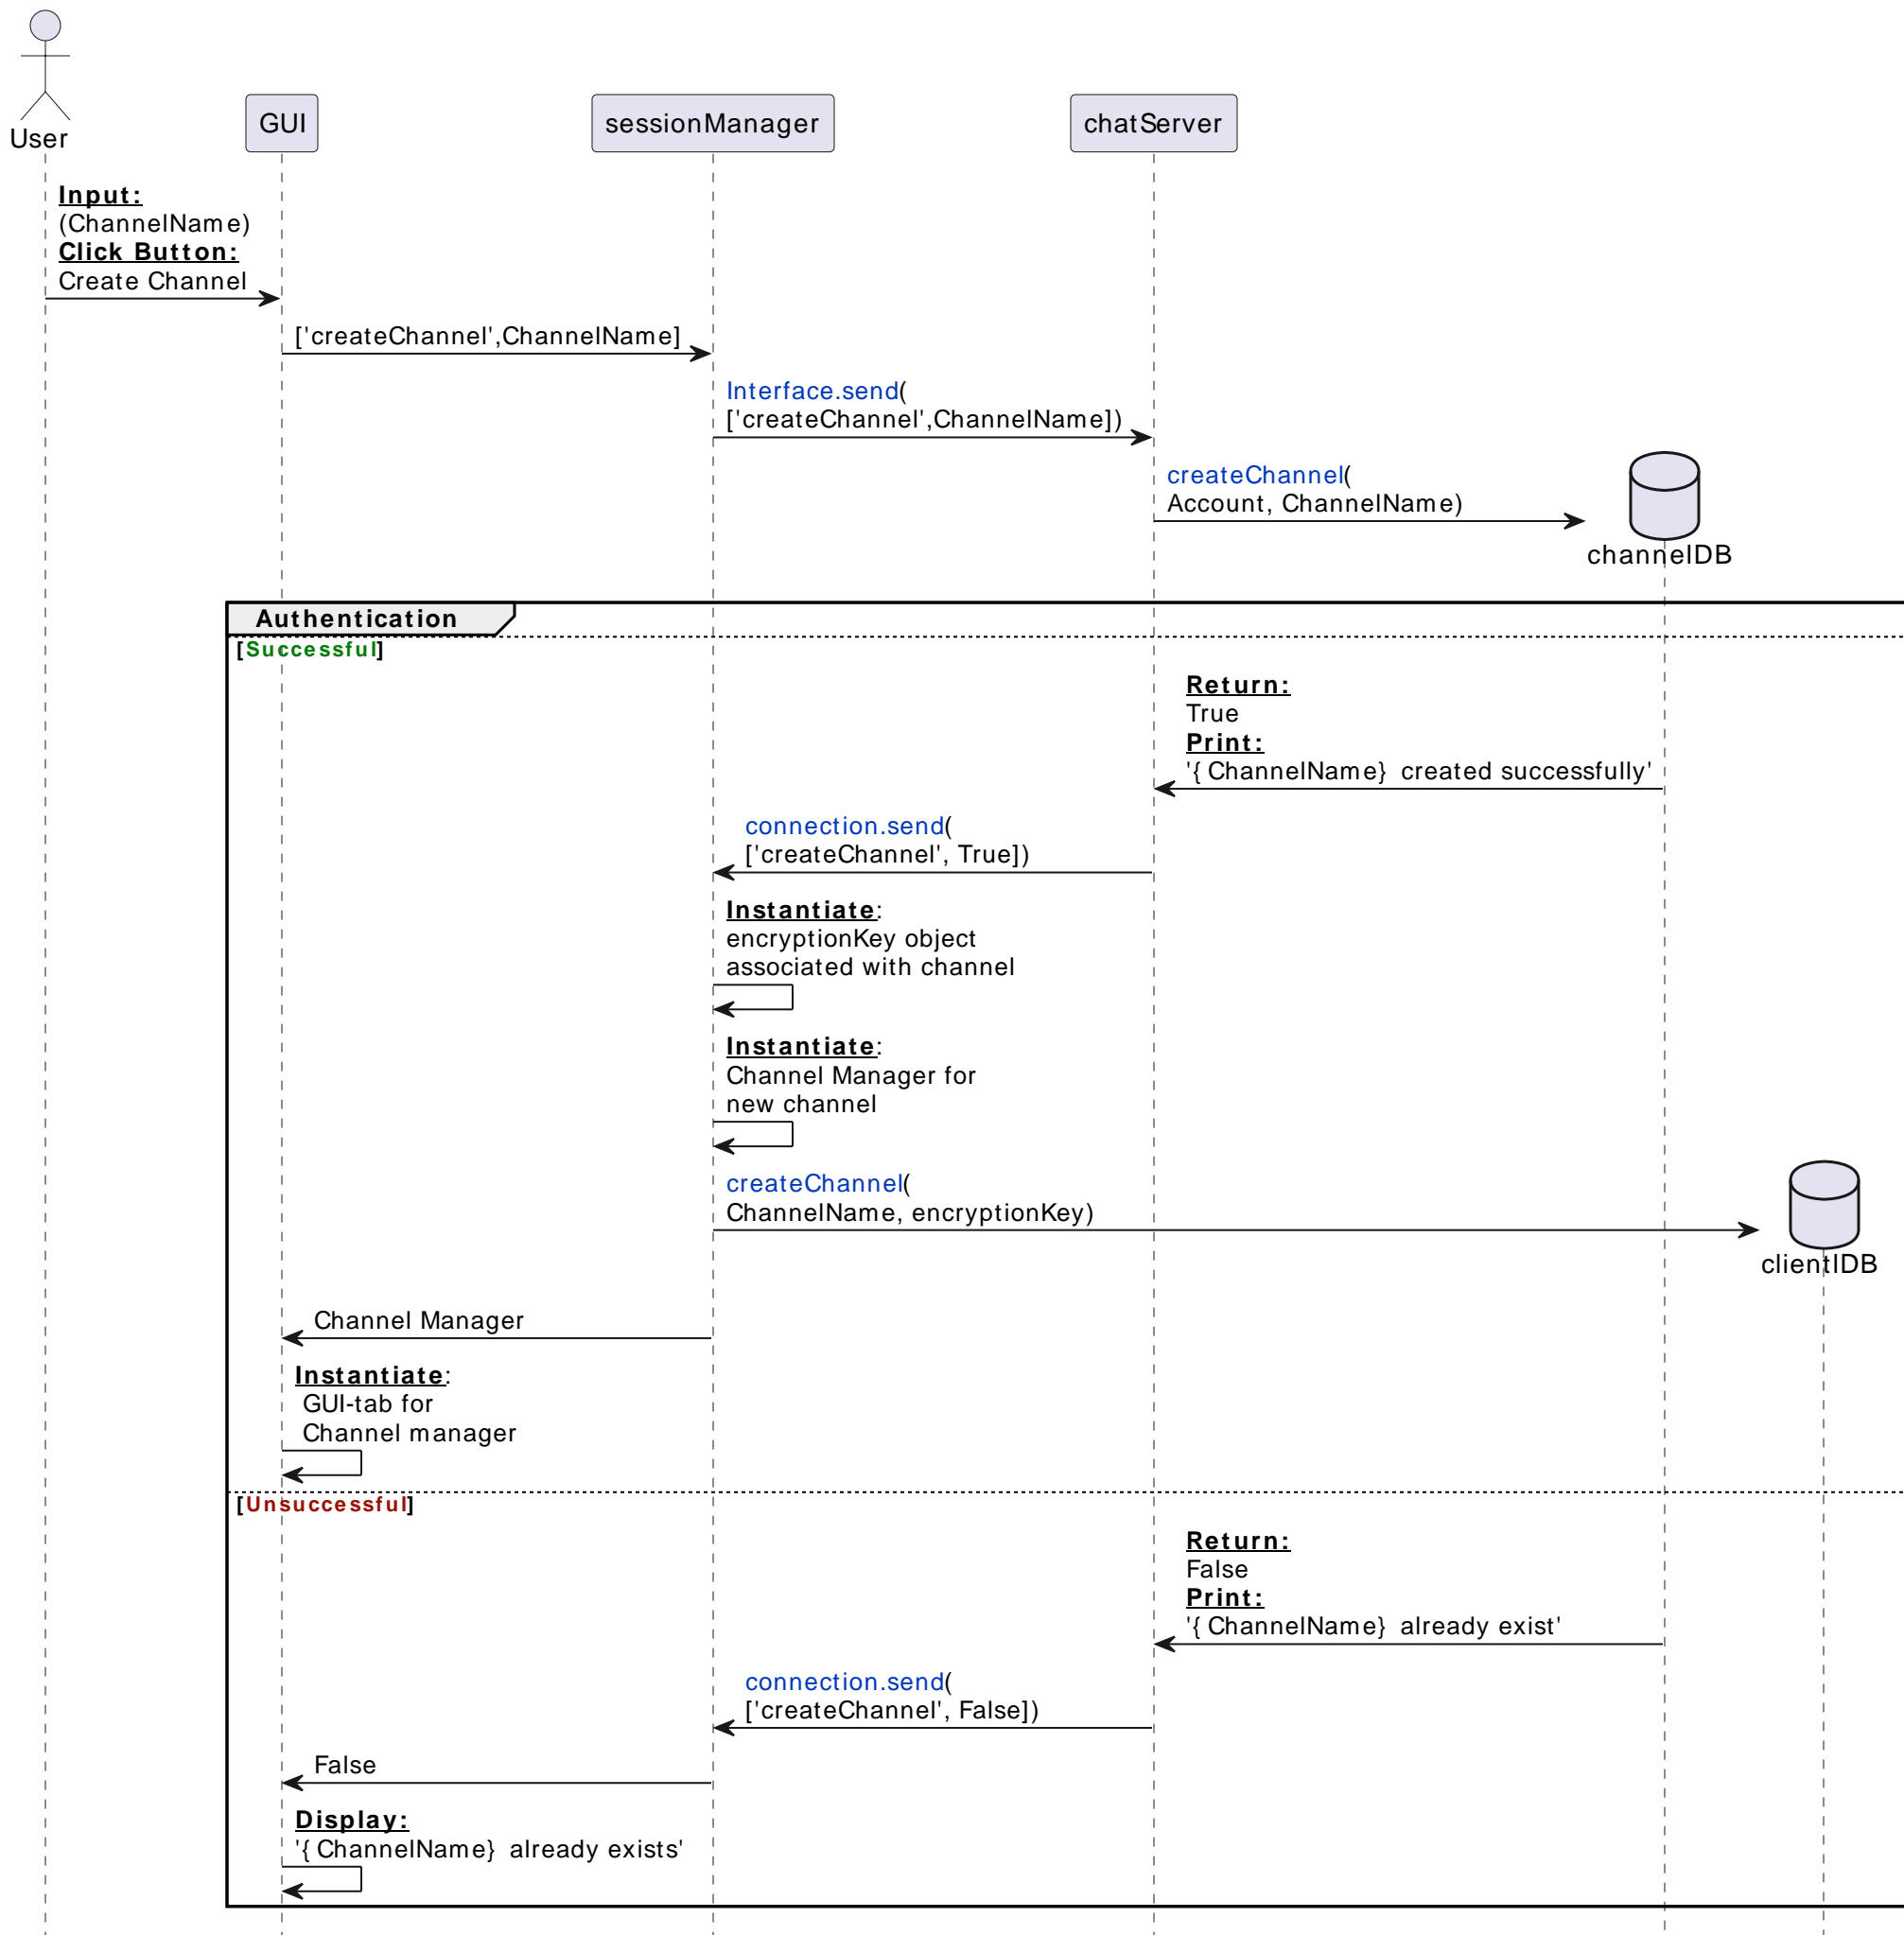 User
GUI
sessionManager
chatServer
Input:
(ChannelName)
Click Button:
Create Channel
['createChannel',ChannelName]
Interface.send(
['createChannel',ChannelName])
createChannel(
Account, ChannelName)
channelDB
Authentication
[Successful]
Return:
True
Print:
'{ChannelName} created successfully'
connection.send(
['createChannel', True])
Instantiate:
encryptionKey object
associated with channel
Instantiate:
Channel Manager for
new channel
createChannel(
ChannelName, encryptionKey)
clientIDB
Channel Manager
Instantiate:
GUI-tab for
Channel manager
[Unsuccessful]
Return:
False
Print:
'{ChannelName} already exist'
connection.send(
['createChannel', False])
False
Display:
'{ChannelName} already exists'